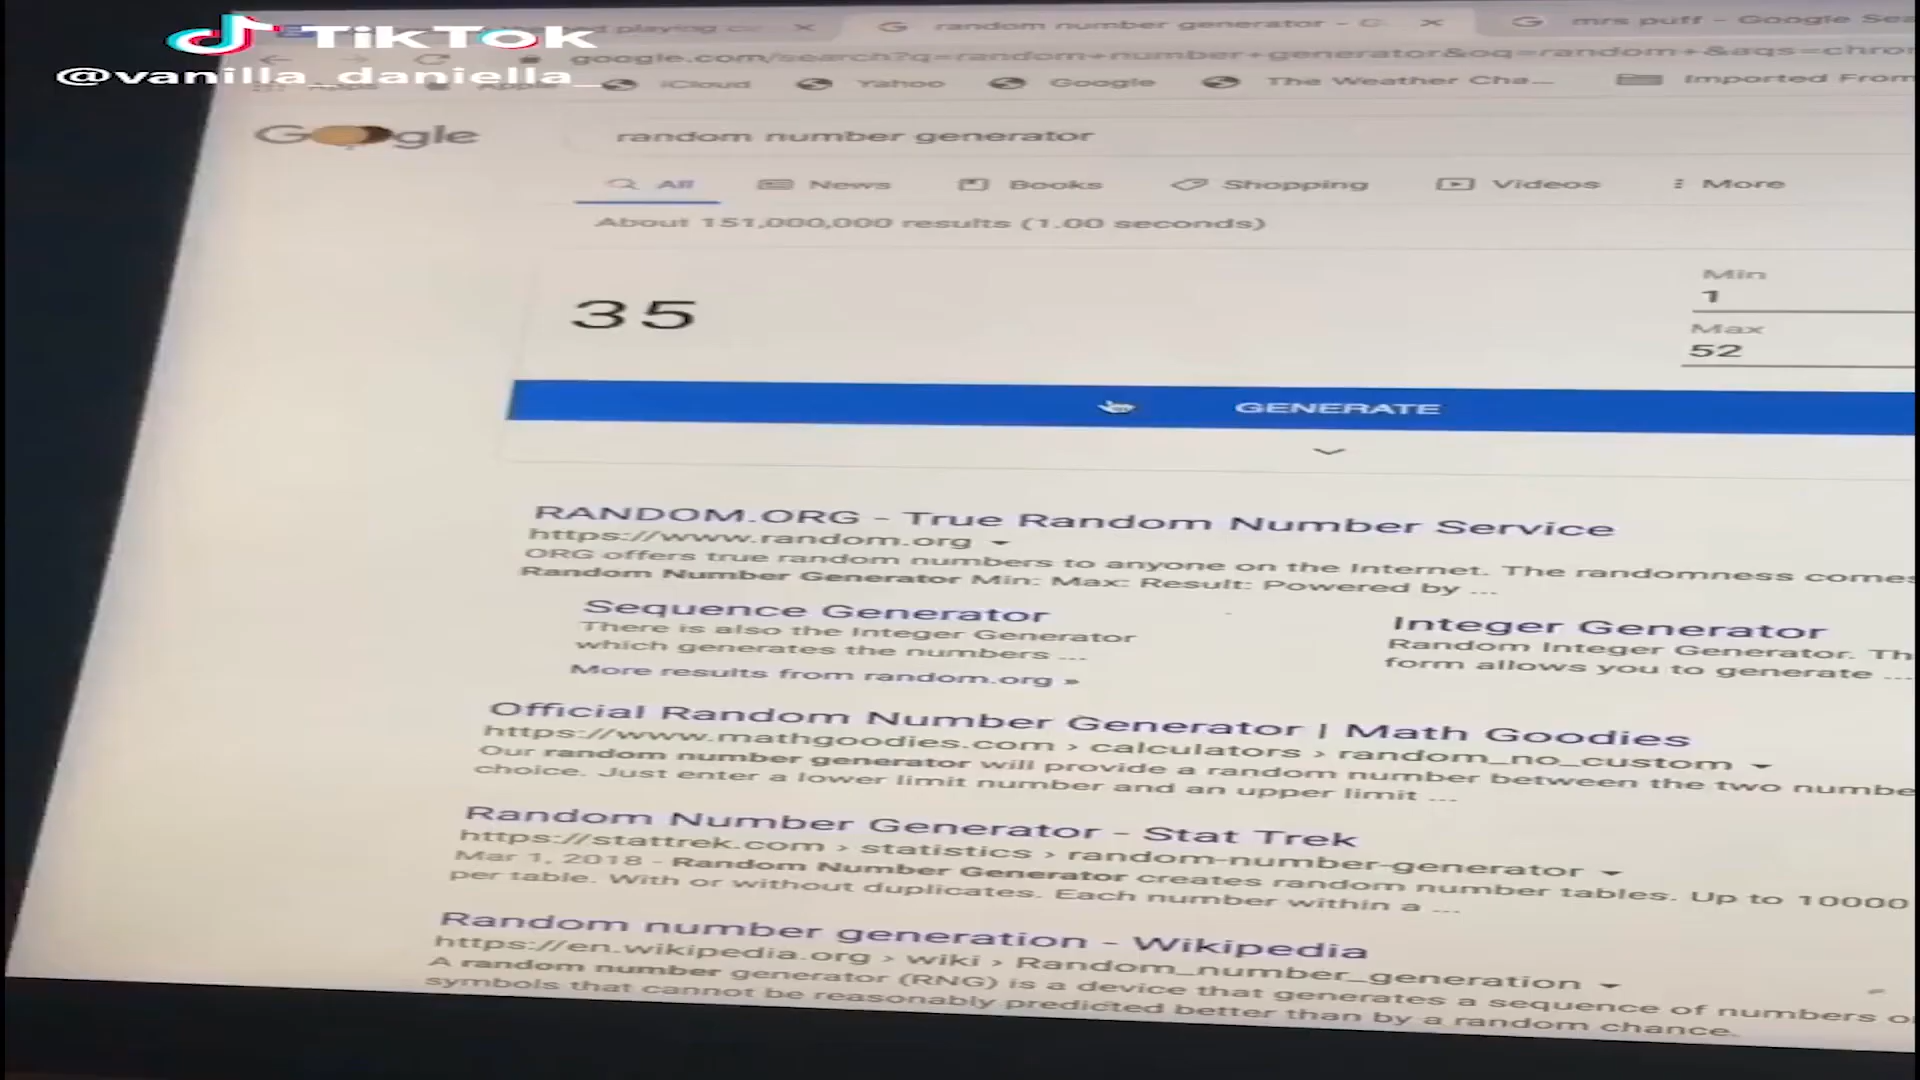 TikTok
@vanilla_daniella_
playing
random number generator - G
mrs puff - Google Sea
google.com/search?q=random+number+generator&oq=random+&aqs=chrom
Apps Apple iCloud Yahoo Google The Weather Cha... Imported From
Google
random number generator
All News Books Shopping Videos More
About 151,000,000 results (1.00 seconds)
35
Min
1
Max
52
GENERATE
RANDOM.ORG - True Random Number Service
https://www.random.org
ORG offers true random numbers to anyone on the Internet. The randomness comes
Random Number Generator Min: Max: Result: Powered by ...
Sequence Generator
There is also the Integer Generator
which generates the numbers ...
More results from random.org »
Integer Generator
Random Integer Generator. Th
form allows you to generate ...
Official Random Number Generator | Math Goodies
https://www.mathgoodies.com › calculators › random_no_custom
Our random number generator will provide a random number between the two numbe
choice. Just enter a lower limit number and an upper limit ...
Random Number Generator - Stat Trek
https://stattrek.com › statistics › random-number-generator
Mar 1, 2018 - Random Number Generator creates random number tables. Up to 10000
per table. With or without duplicates. Each number within a ...
Random number generation - Wikipedia
https://en.wikipedia.org › wiki › Random_number_generation
A random number generator (RNG) is a device that generates a sequence of numbers o
symbols that cannot be reasonably predicted better than by a random chance.